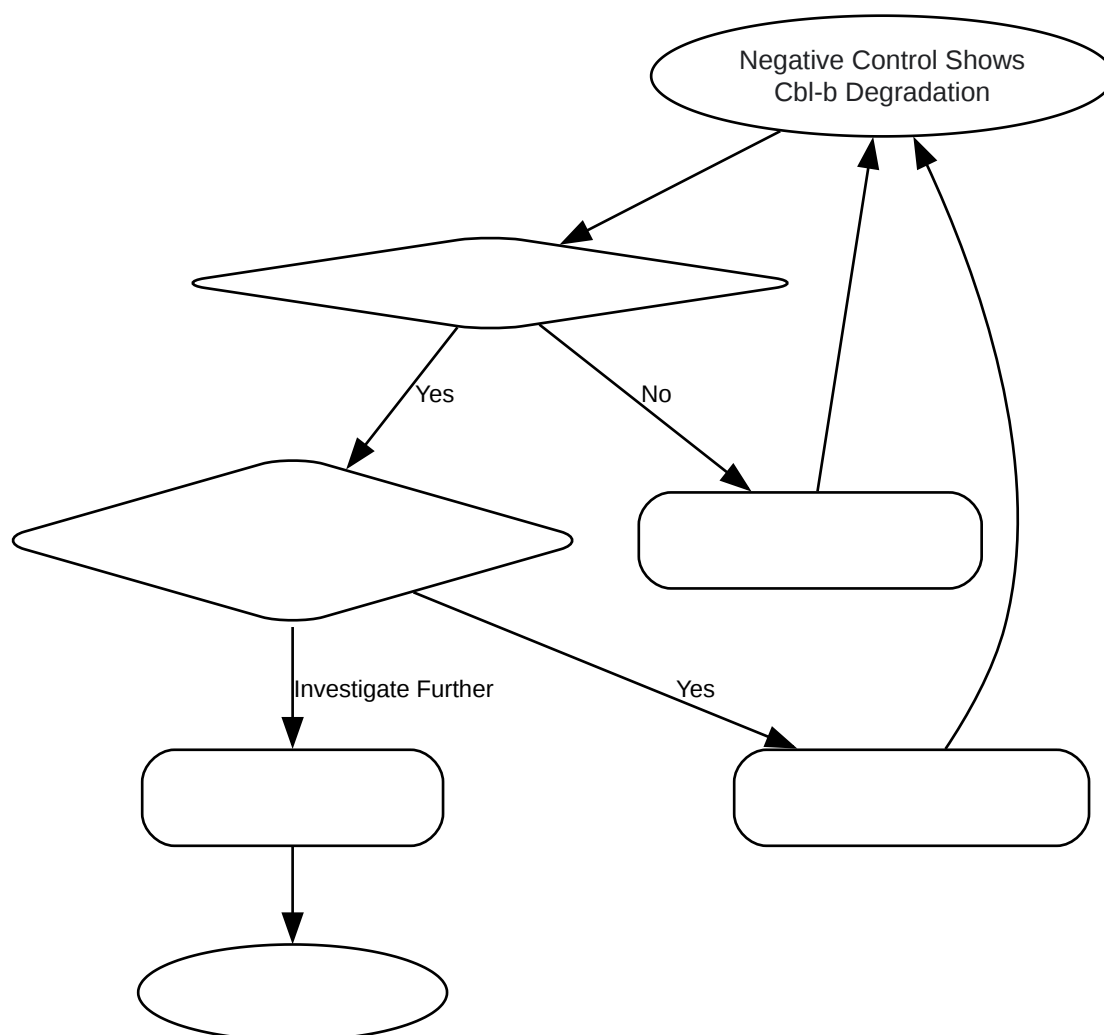 Negative Control Shows
Cbl-b Degradation
Yes
No
Investigate Further
Yes